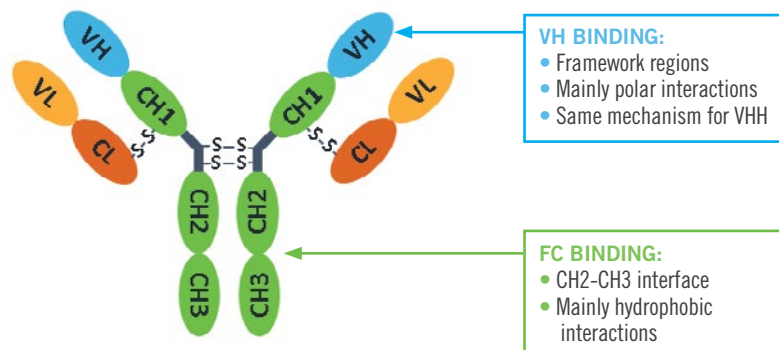 VH
VH
VL
CH1
CH1
VL
CL
S-S
S-S
CL
-S-S-
-S-S-
CH2
CH2
CH3
CH3
VH BINDING:
• Framework regions
• Mainly polar interactions
• Same mechanism for VHH
FC BINDING:
• CH2-CH3 interface
• Mainly hydrophobic
interactions